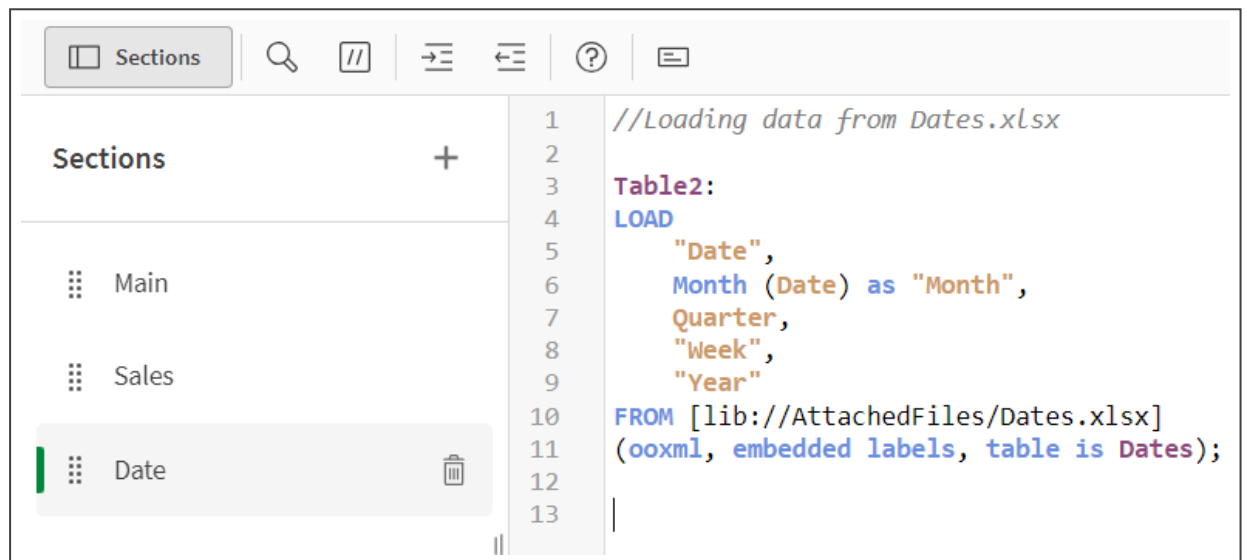 Sections
Sections
Main
Sales
Date
1 //Loading data from Dates.xlsx
2
3 Table2:
4 LOAD
5 "Date",
6 Month (Date) as "Month",
7 Quarter,
8 "Week",
9 "Year"
10 FROM [lib://AttachedFiles/Dates.xlsx]
11 (ooxml, embedded labels, table is Dates);
12
13